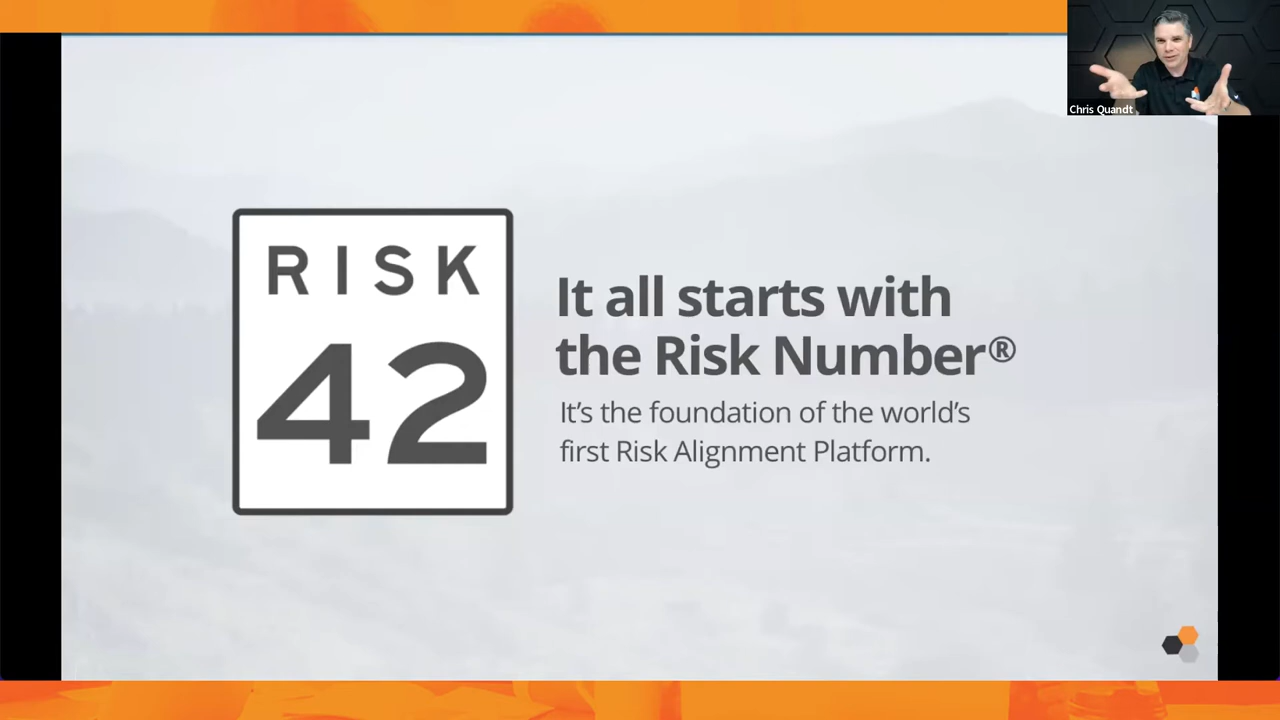 Chris Quandt
RISK
42
It all starts with
the Risk Number®
It's the foundation of the world's
first Risk Alignment Platform.